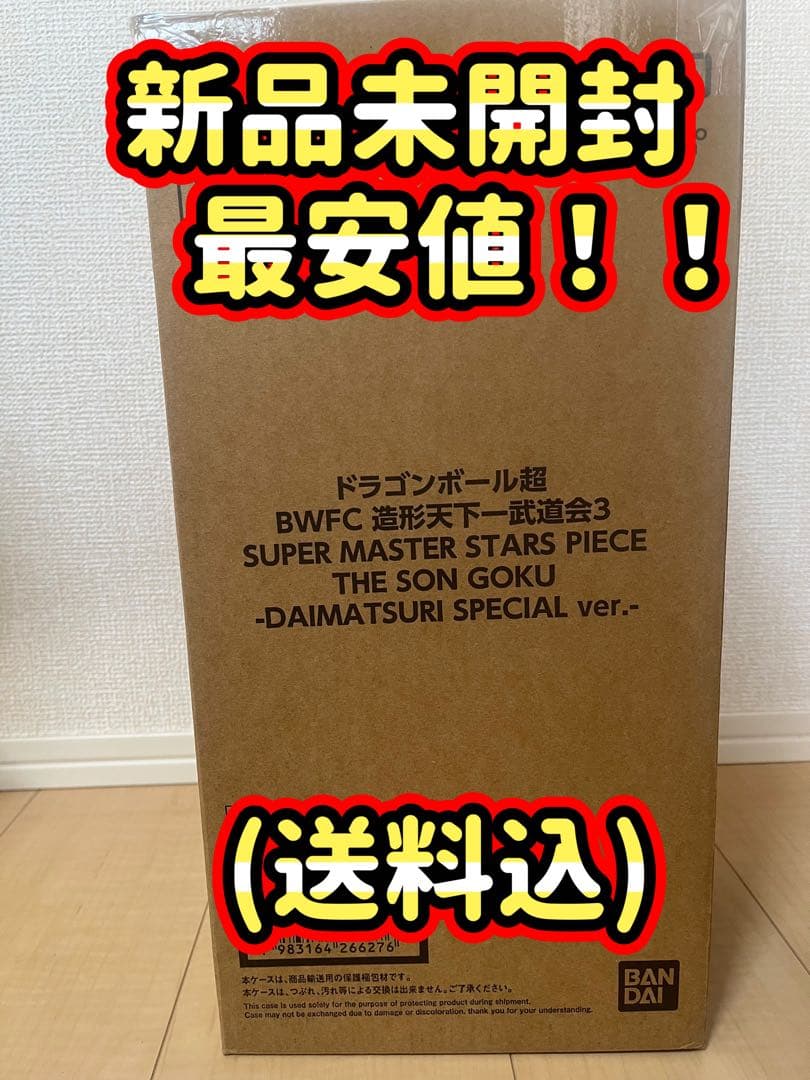 新品未開封
最安値！！
ドラゴンボール超
BWFC 造形天下一武道会3
SUPER MASTER STARS PIECE
THE SON GOKU
-DAIMATSURI SPECIAL ver.-
(送料込)
983164 266276
本ケースは、商品輸送用の保護梱包材です。
本ケースは、つぶれ、汚れ等による交換は出来ません。ご了承ください。
This case is used solely for the purpose of protecting product during shipment.
Case may not be exchanged due to damage or discoloration. thank you for your understanding.
BAN
DAI